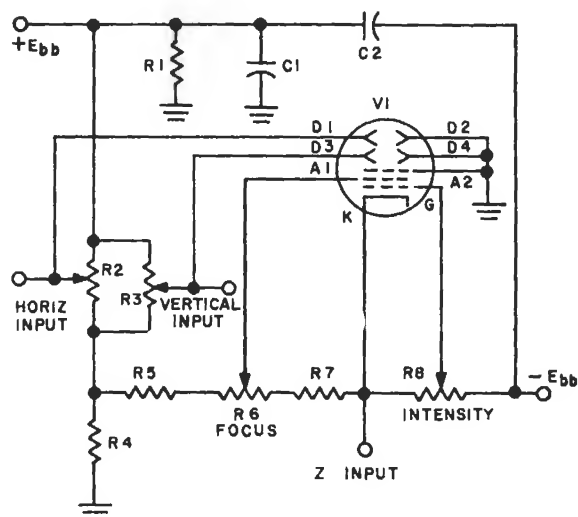 +Ebb
R1
C1
C2
V1
D1
D2
D3
D4
A1
A2
K
G
R2
R3
HORIZ
INPUT
VERTICAL
INPUT
R5
R7
R8
-Ebb
R6
FOCUS
INTENSITY
R4
Z INPUT